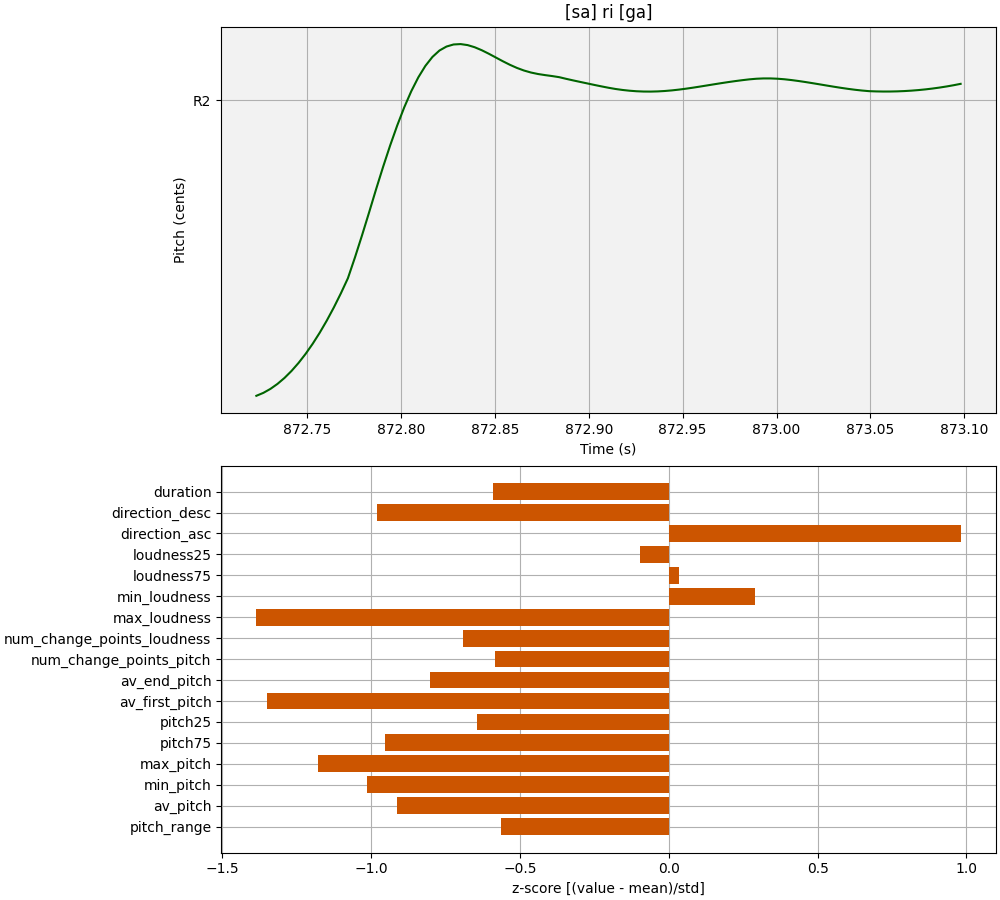 [sa] ri [ga]
R2
Pitch (cents)
872.75 872.80 872.85 872.90 872.95 873.00 873.05 873.10
Time (s)
duration
direction_desc
direction_asc
loudness25
loudness75
min_loudness
max_loudness
num_change_points_loudness
num_change_points_pitch
av_end_pitch
av_first_pitch
pitch25
pitch75
max_pitch
min_pitch
av_pitch
pitch_range
−1.5 −1.0 −0.5 0.0 0.5 1.0
z-score [(value - mean)/std]